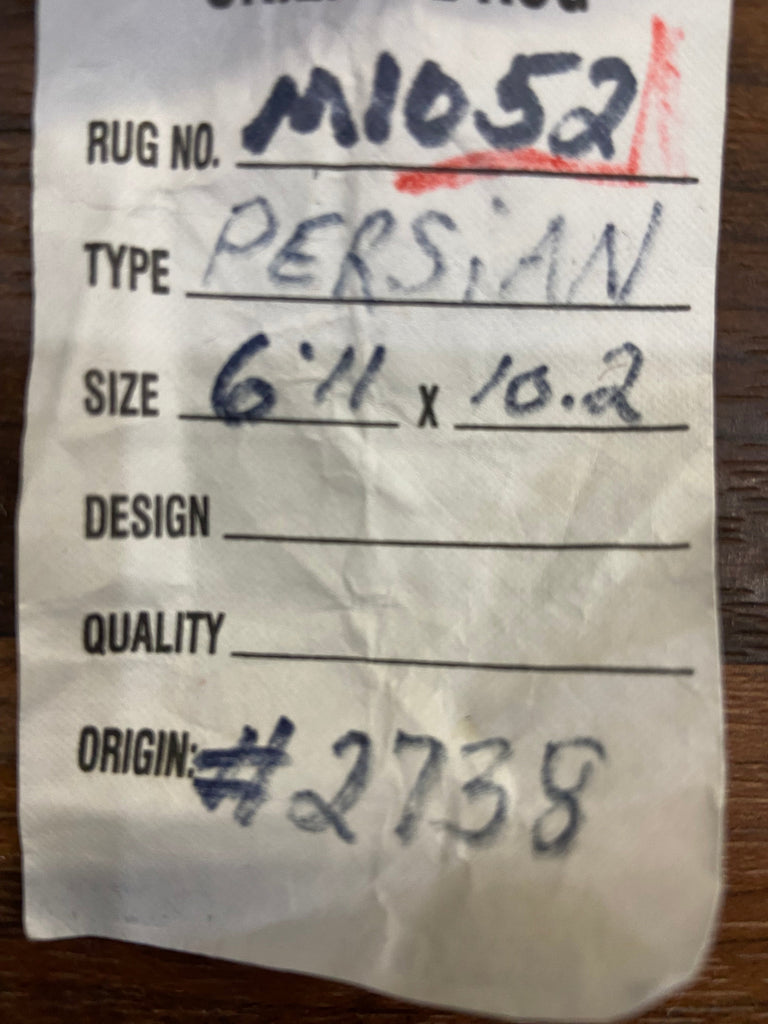 RUG NO. M1052
TYPE PERSiAN
SIZE 6'11 X 10.2
DESIGN
QUALITY
ORIGIN: #2738